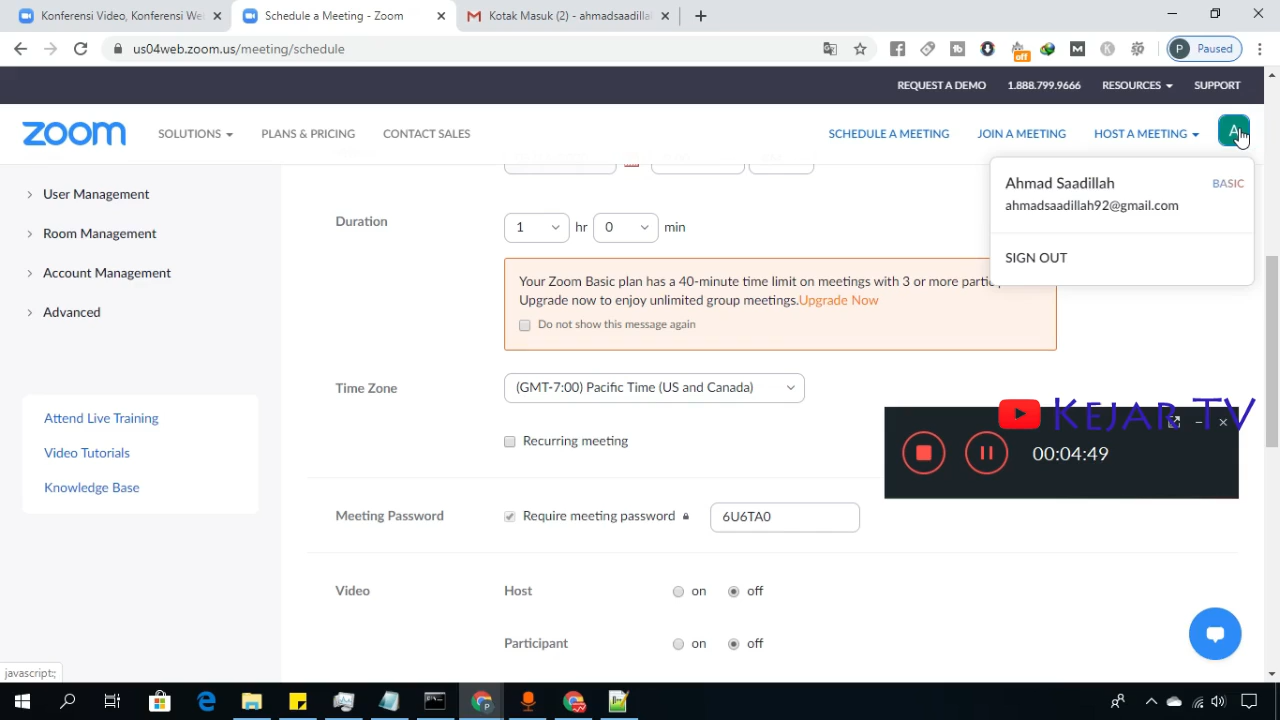 Konferensi Video, Konferensi We
Schedule a Meeting - Zoom
Kotak Masuk (2) - ahmadsaadillah
us04web.zoom.us/meeting/schedule
off
P Paused
REQUEST A DEMO 1.888.799.9666 RESOURCES SUPPORT
zoom SOLUTIONS PLANS & PRICING CONTACT SALES SCHEDULE A MEETING JOIN A MEETING HOST A MEETING A
Ahmad Saadillah BASIC
ahmadsaadillah92@gmail.com
SIGN OUT
User Management
Room Management
Account Management
Advanced
Attend Live Training
Video Tutorials
Knowledge Base
Duration 1 hr 0 min
Your Zoom Basic plan has a 40-minute time limit on meetings with 3 or more partic
Upgrade now to enjoy unlimited group meetings.Upgrade Now
Do not show this message again
Time Zone (GMT-7:00) Pacific Time (US and Canada)
Recurring meeting
Kejar TV
00:04:49
Meeting Password Require meeting password 6U6TA0
Video Host on off
Participant on off
javascript:;